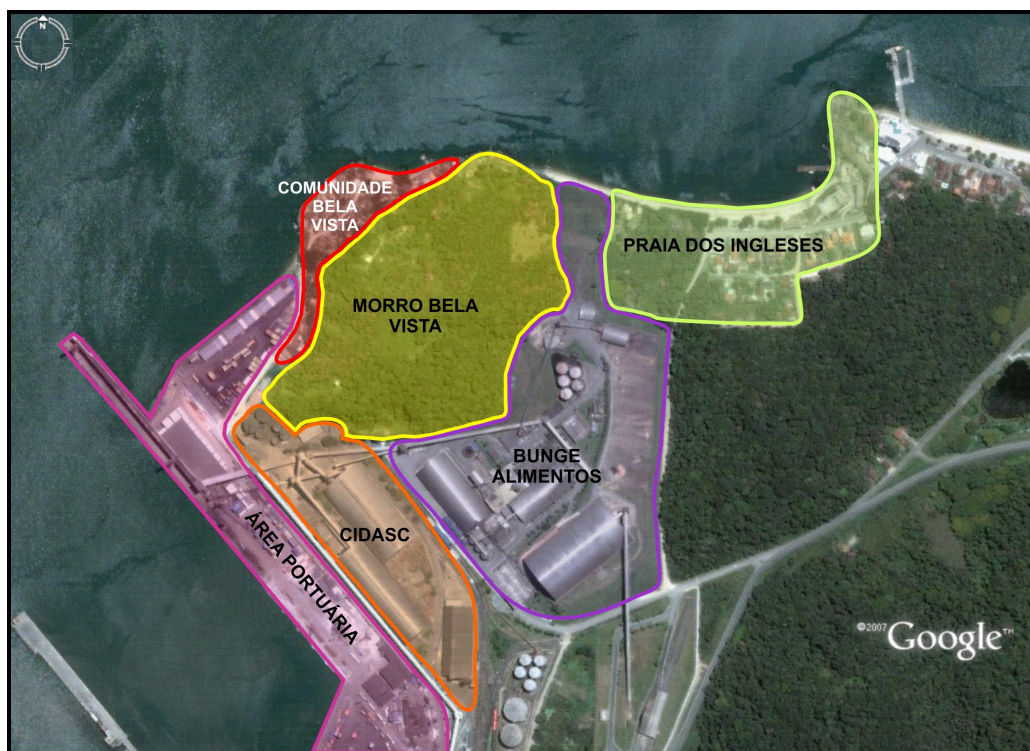 N
COMUNIDADE
BELA
VISTA
PRAIA DOS INGLESES
MORRO BELA
VISTA
BUNGE
ALIMENTOS
CIDASC
ÁREA PORTUÁRIA
©2007 Google™